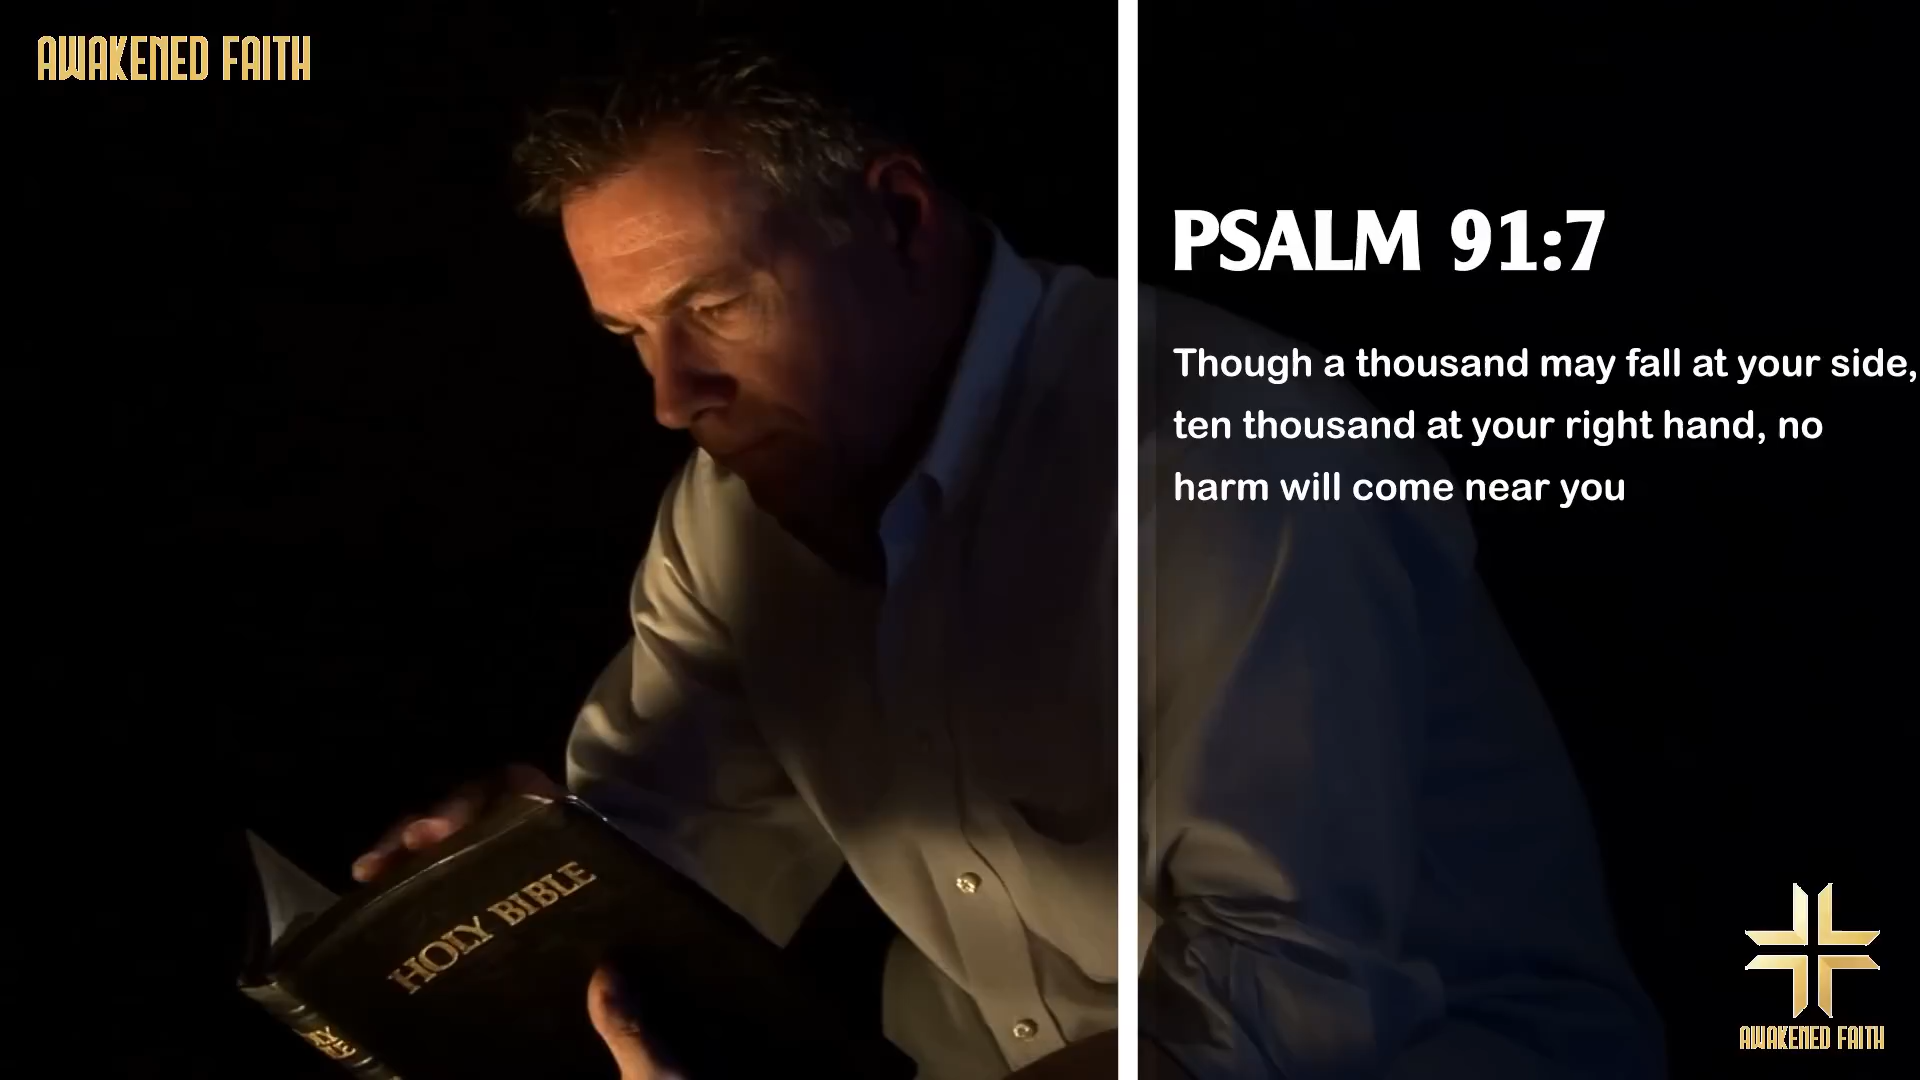 AWAKENED FAITH
PSALM 91:7
Though a thousand may fall at your side,
ten thousand at your right hand, no
harm will come near you
HOLY BIBLE
AWAKENED FAITH